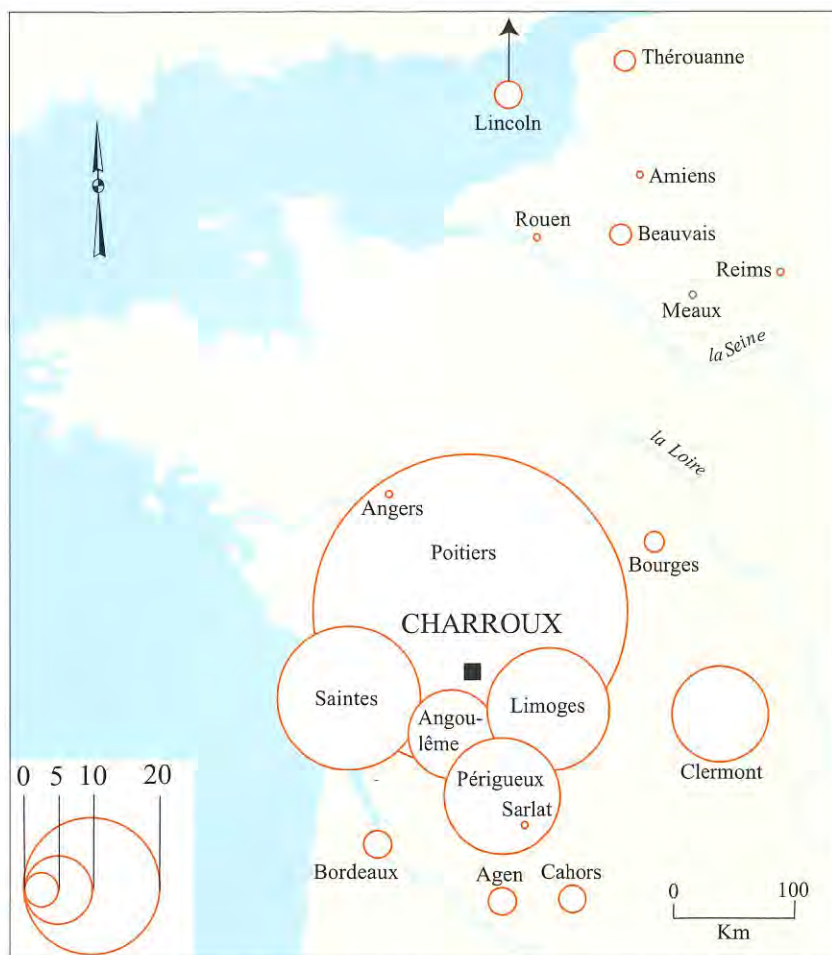 Thérouanne
Lincoln
Amiens
Rouen
Beauvais
Reims
Meaux
la Seine
la Loire
Angers
Poitiers
Bourges
CHARROUX
Saintes
Limoges
Angou-
lême
Clermont
Périgueux
Sarlat
0 5 10 20
Bordeaux
Agen
Cahors
0 100
Km